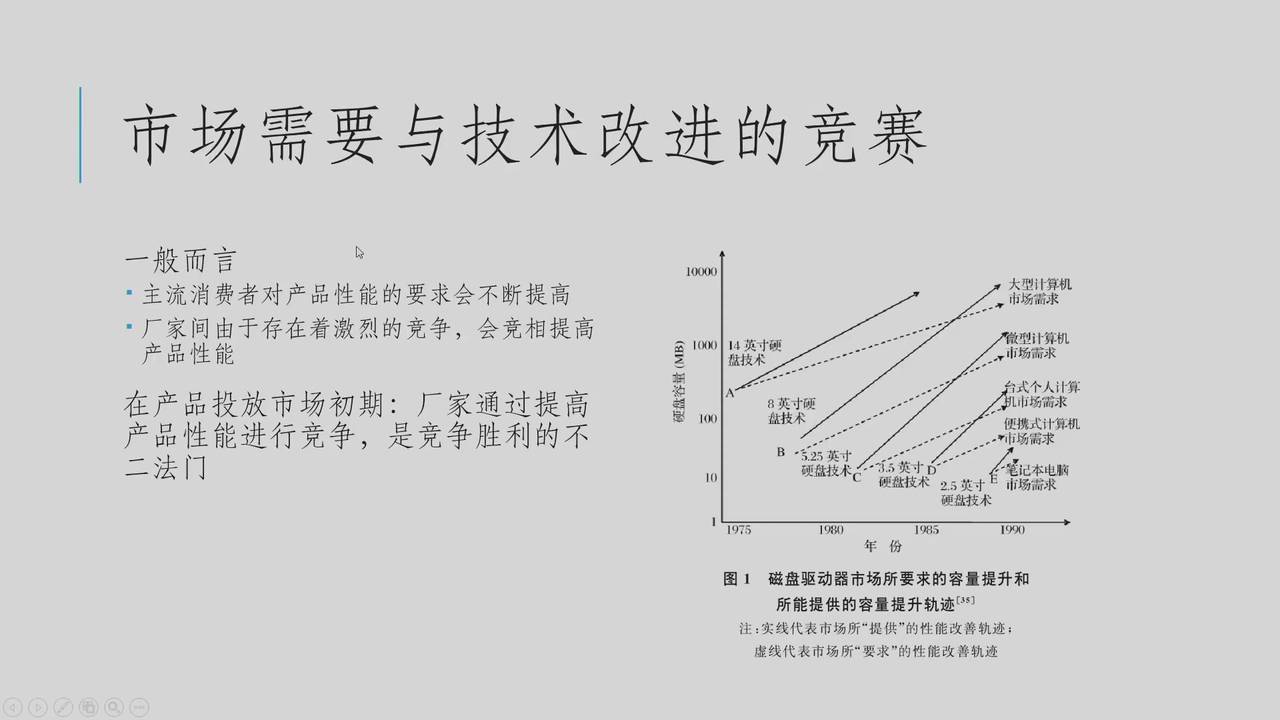 市场需要与技术改进的竞赛
一般而言
主流消费者对产品性能的要求会不断提高
厂家间由于存在着激烈的竞争，会竞相提高
产品性能
在产品投放市场初期：厂家通过提高
产品性能进行竞争，是竞争胜利的不
二法门
硬盘容量(MB)
10000
1000
100
10
1
14 英寸硬
盘技术
A
8 英寸硬
盘技术
B
5.25 英寸
硬盘技术
C
3.5 英寸
硬盘技术
D
2.5 英寸
硬盘技术
E
大型计算机
市场需求
微型计算机
市场需求
台式个人计算
机市场需求
便携式计算机
市场需求
笔记本电脑
市场需求
1975
1980
1985
1990
年 份
图 1 磁盘驱动器市场所要求的容量提升和
所能提供的容量提升轨迹[35]
注：实线代表市场所“提供”的性能改善轨迹；
虚线代表市场所“要求”的性能改善轨迹